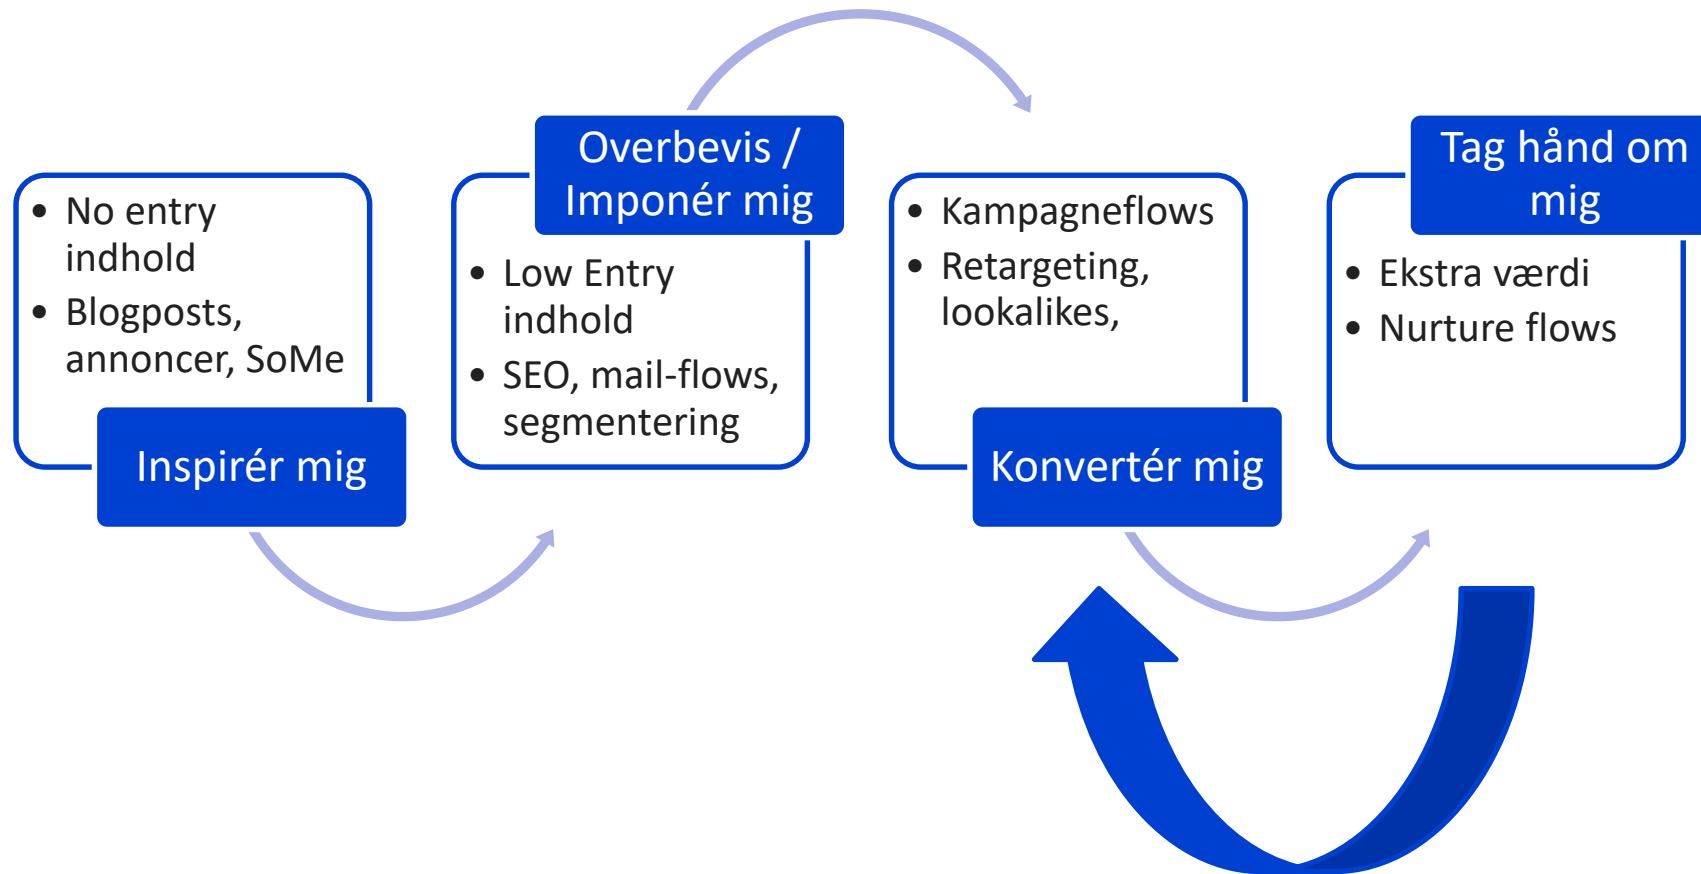 • No entry
indhold
• Blogposts,
annoncer, SoMe
Inspirér mig
Overbevis /
Imponér mig
• Low Entry
indhold
• SEO, mail-flows,
segmentering
• Kampagneflows
• Retargeting,
lookalikes,
Konvertér mig
Tag hånd om
mig
• Ekstra værdi
• Nurture flows